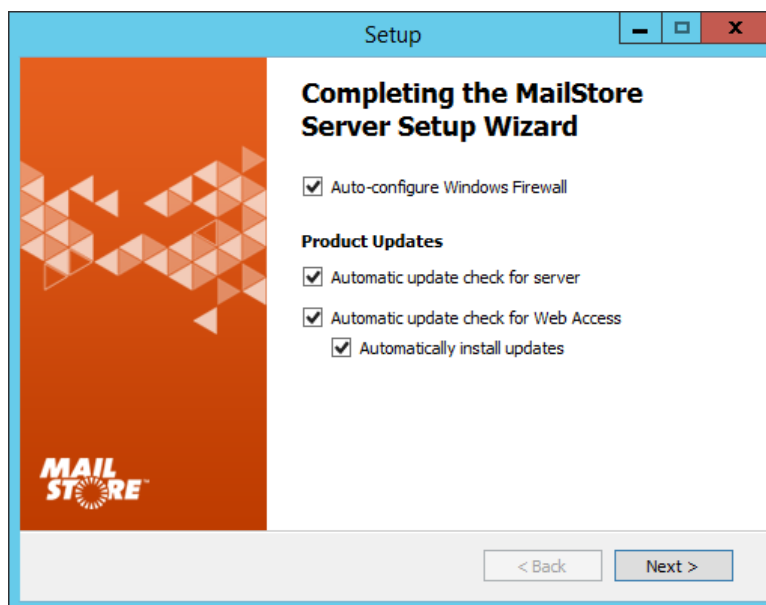 Setup
Completing the MailStore
Server Setup Wizard
Auto-configure Windows Firewall
Product Updates
Automatic update check for server
Automatic update check for Web Access
Automatically install updates
MAIL
STORE™
< Back
Next >